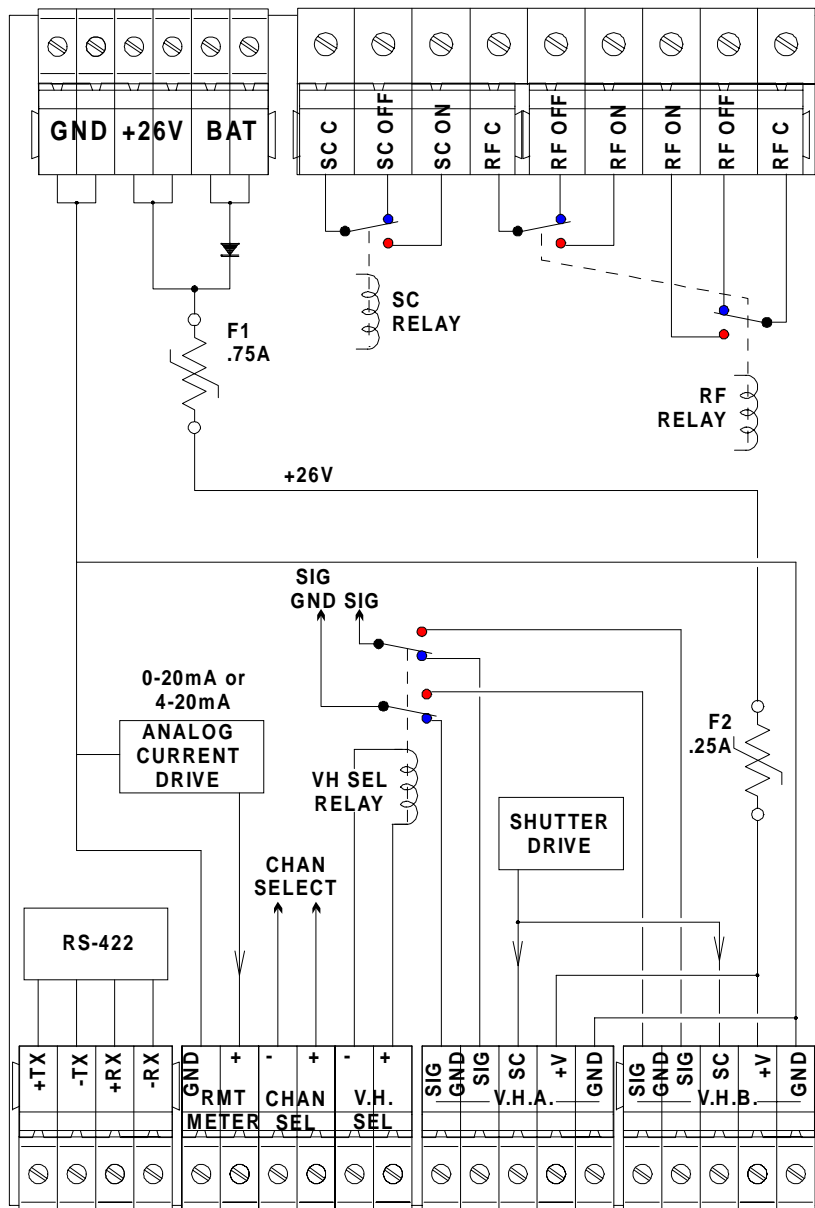 GND +26V BAT
SC C
SC OFF
SC ON
RF C
RF OFF
RF ON
RF ON
RF OFF
RF C
F1
.75A
SC
RELAY
RF
RELAY
+26V
SIG
GND SIG
0-20mA or
4-20mA
ANALOG
CURRENT
DRIVE
VH SEL
RELAY
F2
.25A
SHUTTER
DRIVE
CHAN
SELECT
RS-422
+TX
-TX
+RX
-RX
GND
+
RMT
METER
- +
CHAN
SEL
- +
V.H.
SEL
SIG
GND
SIG
SC
+V
GND
V.H.A.
SIG
GND
SIG
SC
+V
GND
V.H.B.